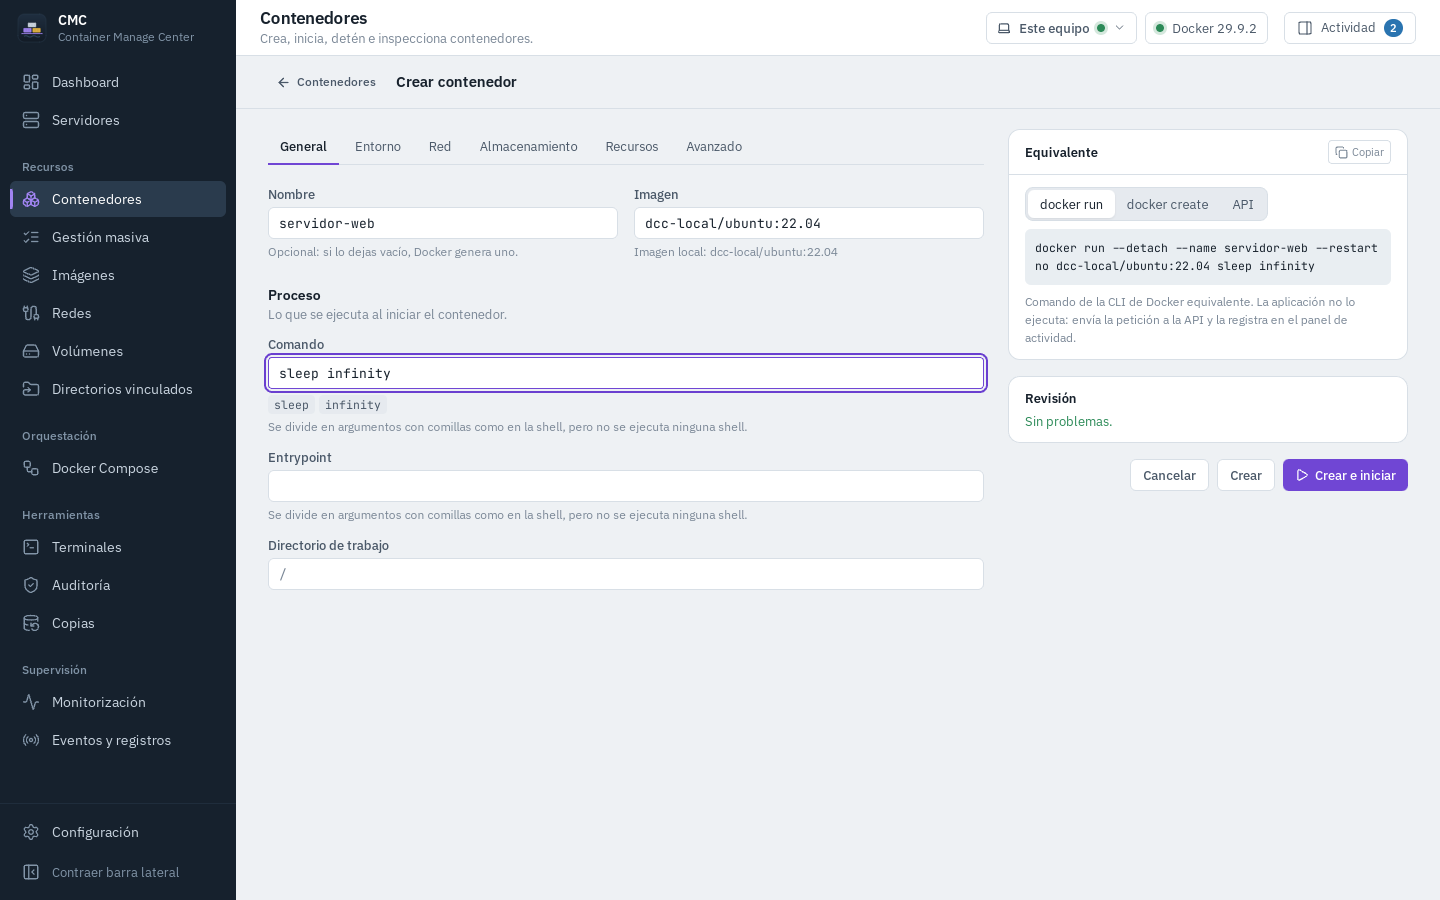 CMC
Container Manage Center
Dashboard
Servidores
Recursos
Contenedores
Gestión masiva
Imágenes
Redes
Volúmenes
Directorios vinculados
Orquestación
Docker Compose
Herramientas
Terminales
Auditoría
Copias
Supervisión
Monitorización
Eventos y registros
Configuración
Contraer barra lateral
Contenedores
Crea, inicia, detén e inspecciona contenedores.
Este equipo
Docker 29.9.2
Actividad 2
Contenedores
Crear contenedor
General Entorno Red Almacenamiento Recursos Avanzado
Nombre
servidor-web
Opcional: si lo dejas vacío, Docker genera uno.
Imagen
dcc-local/ubuntu:22.04
Imagen local: dcc-local/ubuntu:22.04
Proceso
Lo que se ejecuta al iniciar el contenedor.
Comando
sleep infinity
sleep infinity
Se divide en argumentos con comillas como en la shell, pero no se ejecuta ninguna shell.
Entrypoint
Se divide en argumentos con comillas como en la shell, pero no se ejecuta ninguna shell.
Directorio de trabajo
/
Equivalente
Copiar
docker run docker create API
docker run --detach --name servidor-web --restart
no dcc-local/ubuntu:22.04 sleep infinity
Comando de la CLI de Docker equivalente. La aplicación no lo
ejecuta: envía la petición a la API y la registra en el panel de
actividad.
Revisión
Sin problemas.
Cancelar
Crear
Crear e iniciar